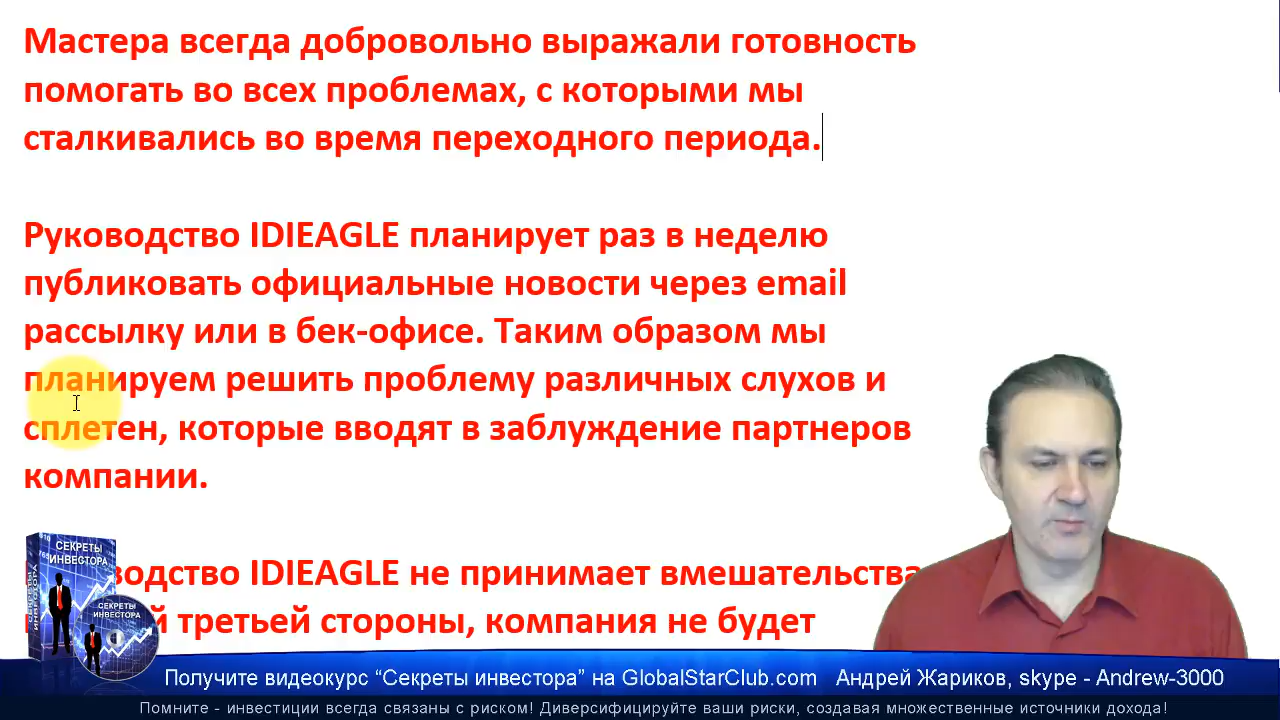 Мастера всегда добровольно выражали готовность
помогать во всех проблемах, с которыми мы
сталкивались во время переходного периода.
Руководство IDIEAGLE планирует раз в неделю
публиковать официальные новости через email
рассылку или в бек-офисе. Таким образом мы
планируем решить проблему различных слухов и
сплетен, которые вводят в заблуждение партнеров
компании.
IDIEAGLE не принимает вмешательства
третьей стороны, компания не будет
СЕКРЕТЫ
ИНВЕСТОРА
СЕКРЕТЫ
ИНВЕСТОРА
Получите видеокурс “Секреты инвестора” на GlobalStarClub.com Андрей Жариков, skype - Andrew-3000
Помните - инвестиции всегда связаны с риском! Диверсифицируйте ваши риски, создавая множественные источники дохода!